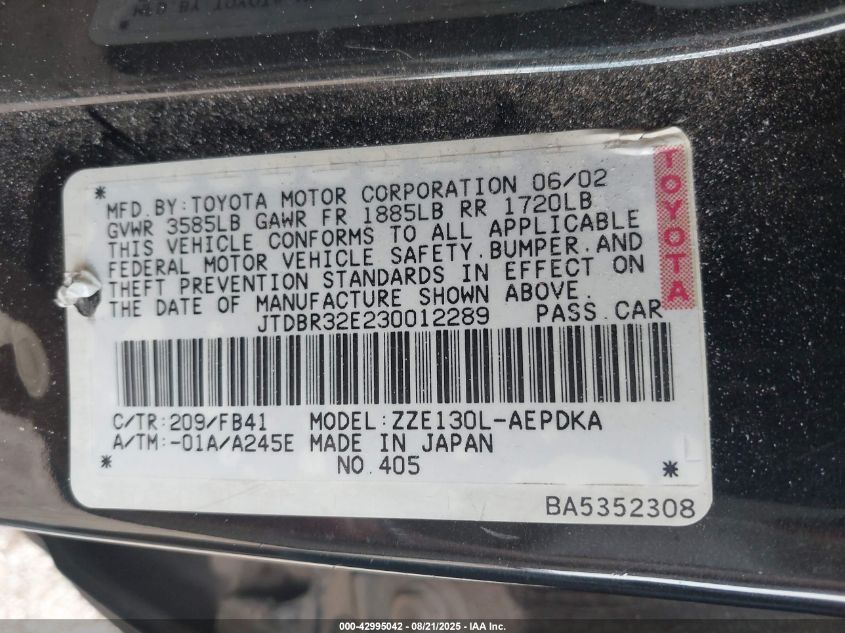 * MFD.BY:TOYOTA MOTOR CORPORATION 06/02
GVWR 3585LB GAWR FR 1885LB RR 1720LB
THIS VEHICLE CONFORMS TO ALL APPLICABLE
FEDERAL MOTOR VEHICLE SAFETY.BUMPER.AND
THEFT PREVENTION STANDARDS IN EFFECT ON
THE DATE OF MANUFACTURE SHOWN ABOVE.
JTDBR32E230012289 PASS.CAR
TOYOTA
C/TR:209/FB41 MODEL:ZZE130L-AEPDKA
A/TM:-01A/A245E MADE IN JAPAN
* NO.405 *
BA5352308
000-42995042 - 08/21/2025 - IAA Inc.